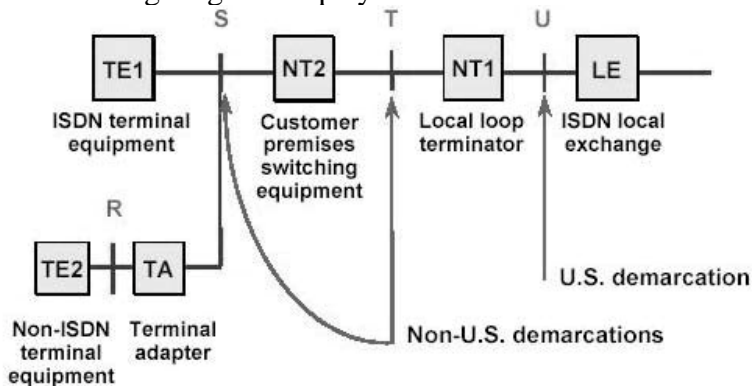 S
T
U
TE1
NT2
NT1
LE
ISDN terminal
equipment
Customer
premises
switching
equipment
Local loop
terminator
ISDN local
exchange
R
TE2
TA
U.S. demarcation
Non-ISDN
terminal
equipment
Terminal
adapter
Non-U.S. demarcations